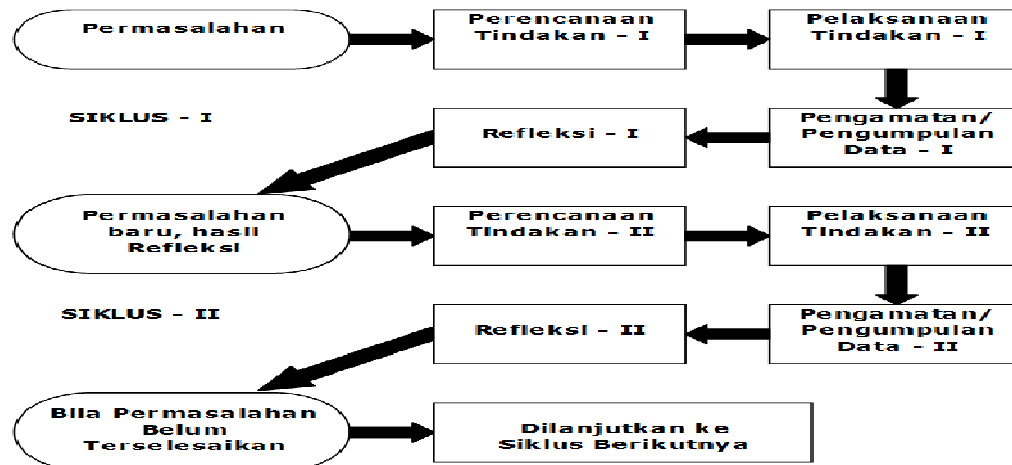 Permasalahan
Perencanaan
Tindakan - I
Pelaksanaan
Tindakan - I
SIKLUS - I
Refleksi - I
Pengamatan/
Pengumpulan
Data - I
Permasalahan
baru, hasil
Refleksi
Perencanaan
Tindakan - II
Pelaksanaan
Tindakan - II
SIKLUS - II
Refleksi - II
Pengamatan/
Pengumpulan
Data - II
Bila Permasalahan
Belum
Terselesaikan
Dilanjutkan ke
Siklus Berikutnya